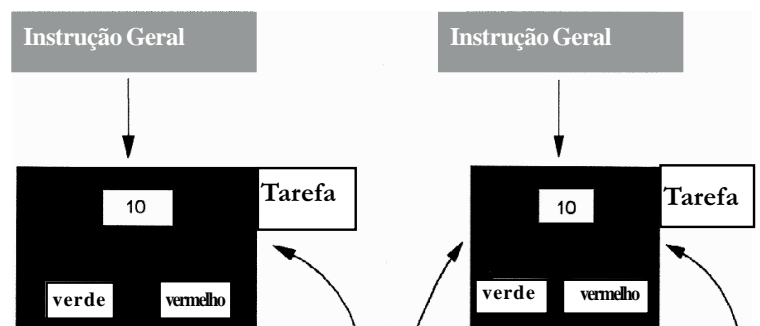 Instrução Geral
Instrução Geral
Tarefa
10
verde
vermelho
Tarefa
10
verde
vermelho